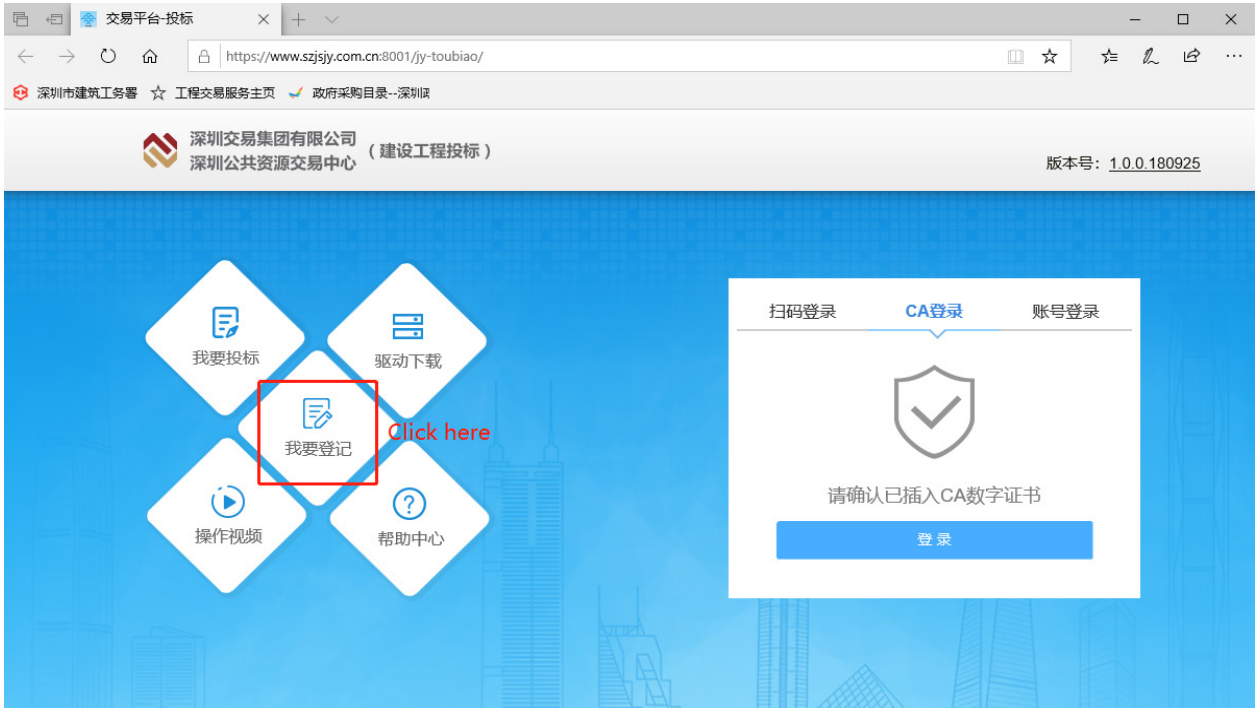 交易平台-投标
https://www.szjsjy.com.cn:8001/jy-toubiao/
深圳市建筑工务署 工程交易服务主页 政府采购目录--深圳政
深圳交易集团有限公司
深圳公共资源交易中心
（建设工程投标）
版本号：1.0.0.180925
我要投标
驱动下载
我要登记
Click here
操作视频
帮助中心
扫码登录 CA登录 账号登录
请确认已插入CA数字证书
登录